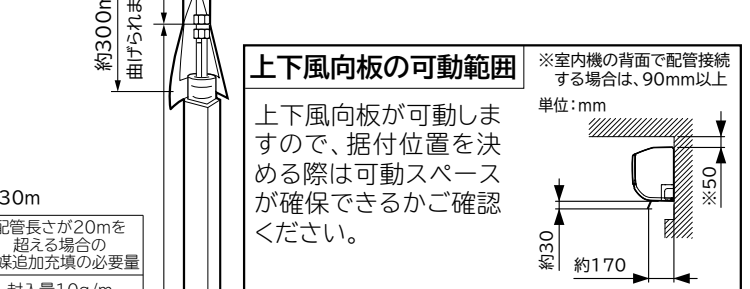 約300m
曲げられま
上下風向板の可動範囲
※室内機の背面で配管接続
する場合は、90mm以上
単位：mm
上下風向板が可動しま
すので、据付位置を決
める際は可動スペース
が確保できるかご確認
ください。
※50
約30
約170
30m
配管長さが20mを
超える場合の
媒追加充填の必要量
封入量10g/m